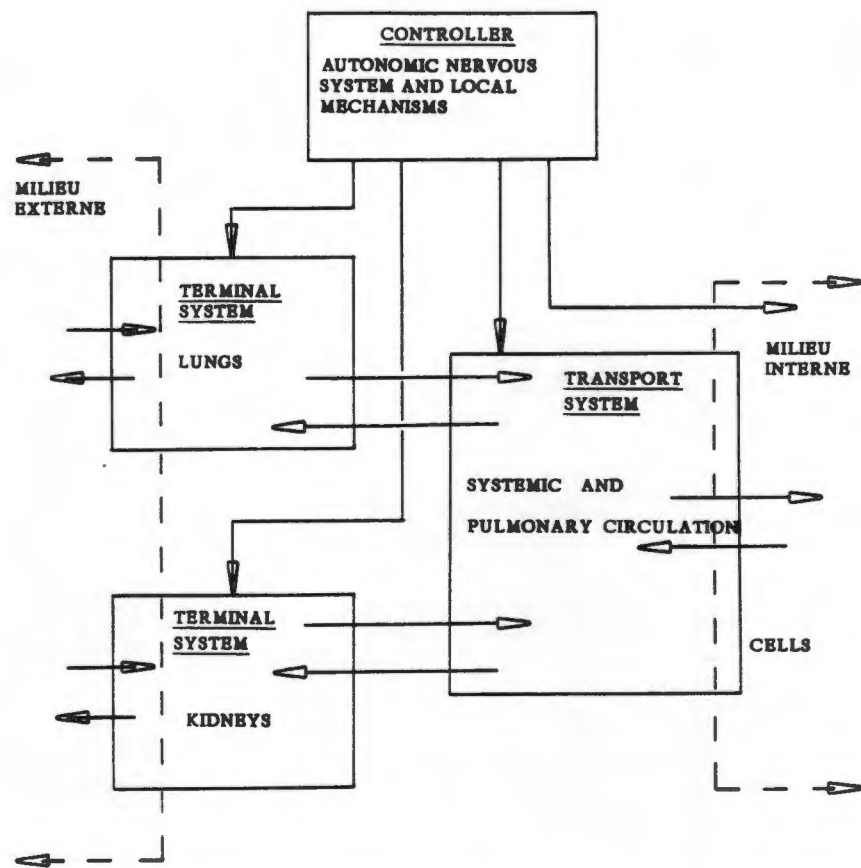 CONTROLLER
AUTONOMIC NERVOUS
SYSTEM AND LOCAL
MECHANISMS
MILIEU
EXTERNE
TERMINAL
SYSTEM
LUNGS
MILIEU
INTERNE
TRANSPORT
SYSTEM
SYSTEMIC AND
PULMONARY CIRCULATION
TERMINAL
SYSTEM
KIDNEYS
CELLS